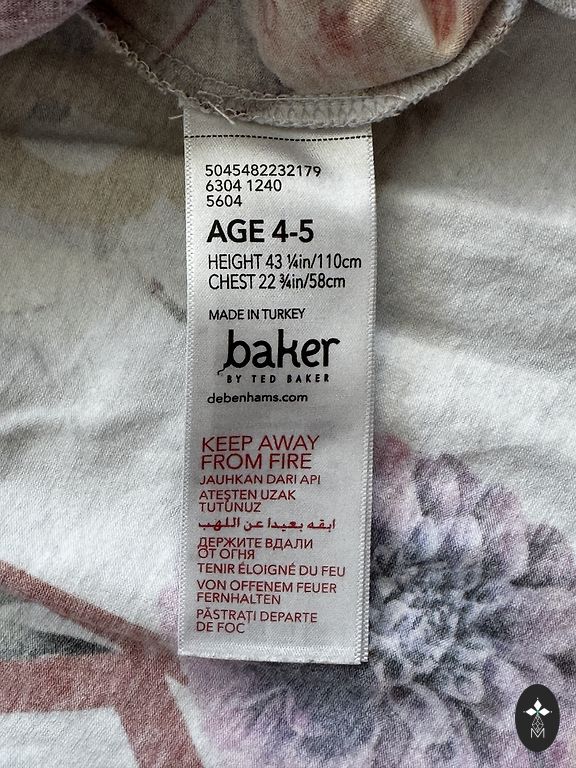 5045482232179
6304 1240
5604
AGE 4-5
HEIGHT 43 ¼in/110cm
CHEST 22 ¾in/58cm
MADE IN TURKEY
baker
BY TED BAKER
debenhams.com
KEEP AWAY
FROM FIRE
JAUHKAN DARI API
ATEŞTEN UZAK
TUTUNUZ
ابقه بعيدا عن اللهب
ДЕРЖИТЕ ВДАЛИ
ОТ ОГНЯ
TENIR ÉLOIGNÉ DU FEU
VON OFFENEM FEUER
FERNHALTEN
PĂSTRAȚI DEPARTE
DE FOC
M